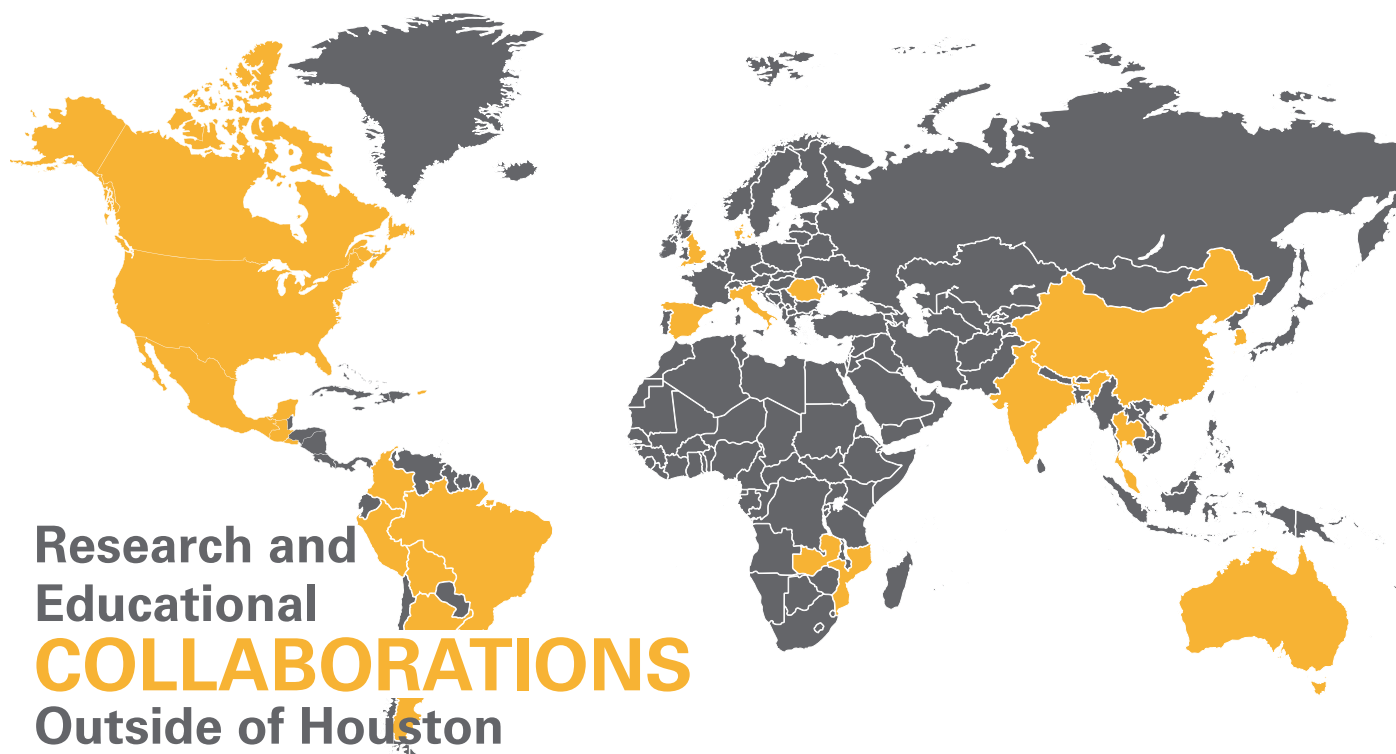 Research and
Educational
COLLABORATIONS
Outside of Houston